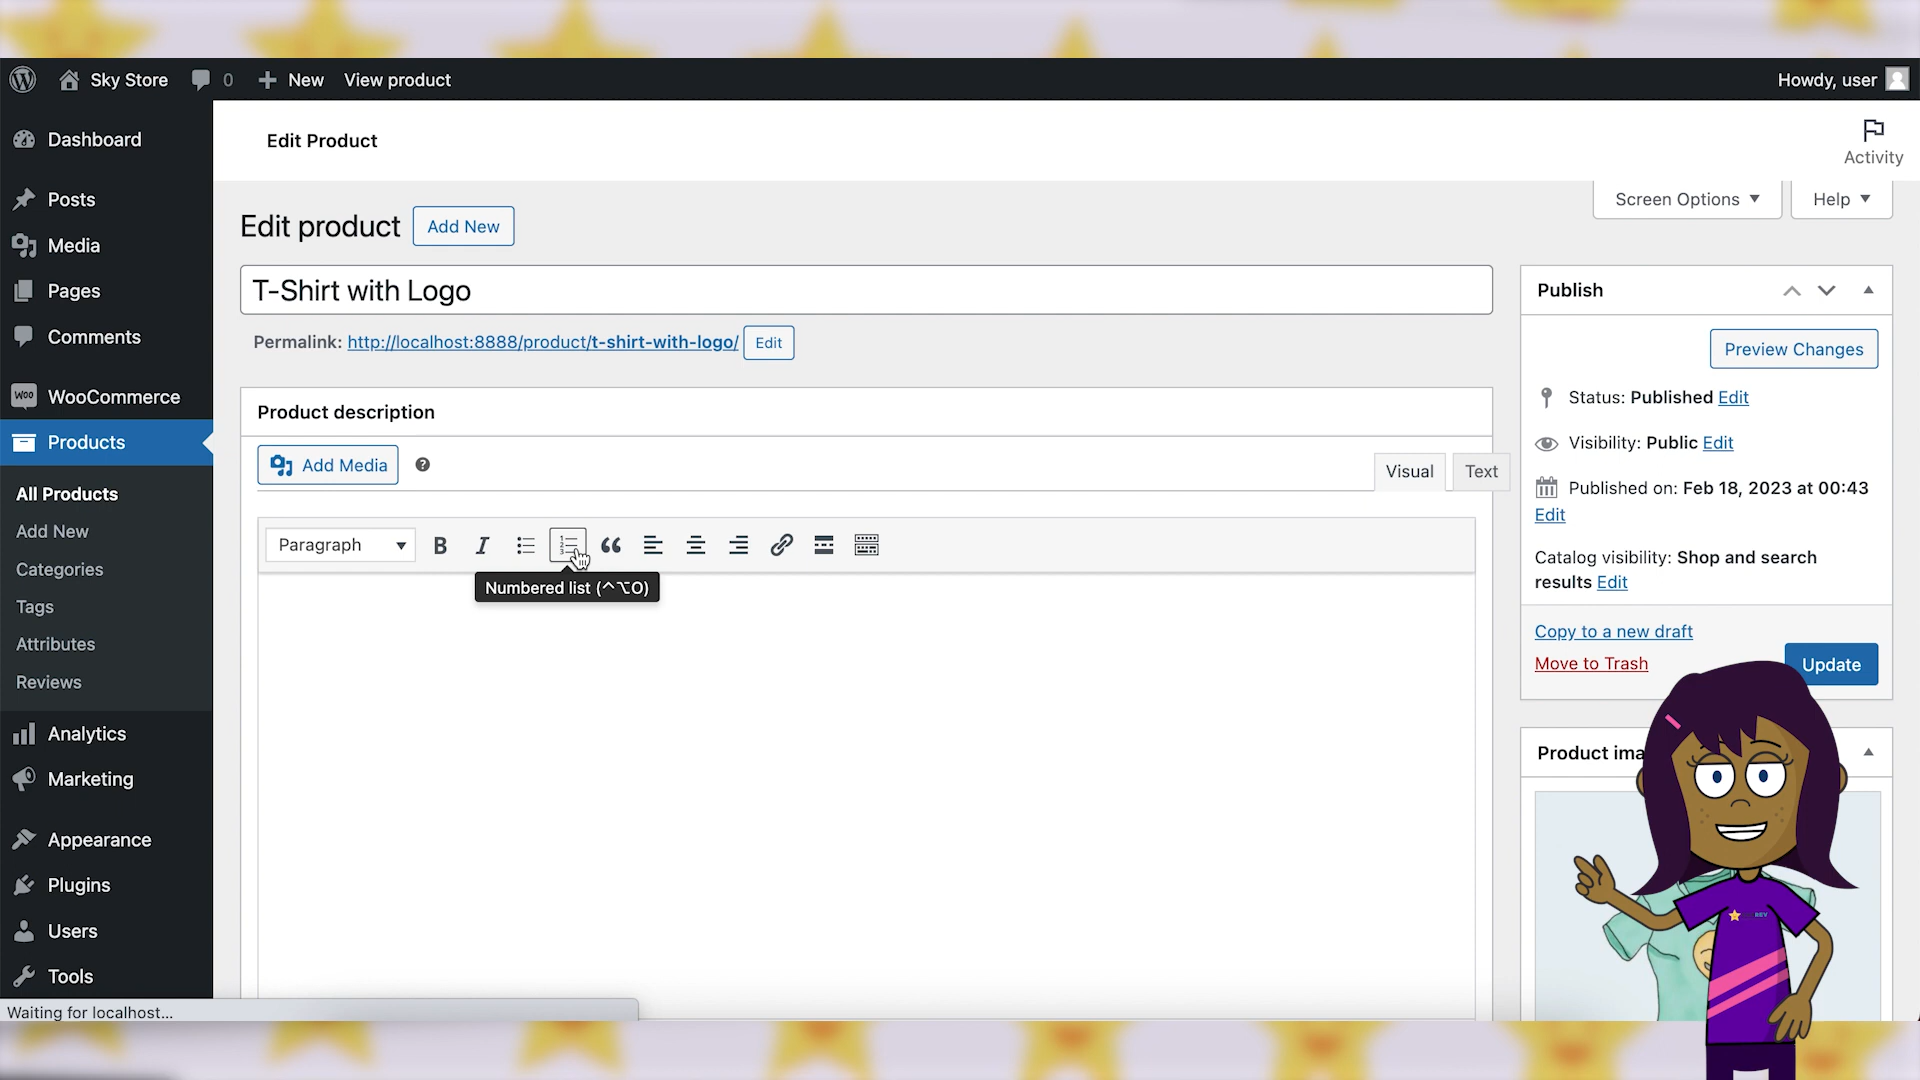 Sky Store
0
New
View product
Howdy, user
Dashboard
Posts
Media
Pages
Comments
WOO
WooCommerce
Products
All Products
Add New
Categories
Tags
Attributes
Reviews
Analytics
Marketing
Appearance
Plugins
Users
Tools
Waiting for localhost...
Edit Product
Activity
Screen Options
Help
Edit product
Add New
T-Shirt with Logo
Permalink: http://localhost:8888/product/t-shirt-with-logo/ Edit
Product description
Add Media
Visual
Text
Paragraph
B
I
Numbered list (^⌥O)
Publish
Preview Changes
Status: Published Edit
Visibility: Public Edit
Published on: Feb 18, 2023 at 00:43
Edit
Catalog visibility: Shop and search
results Edit
Copy to a new draft
Move to Trash
Update
Product ima